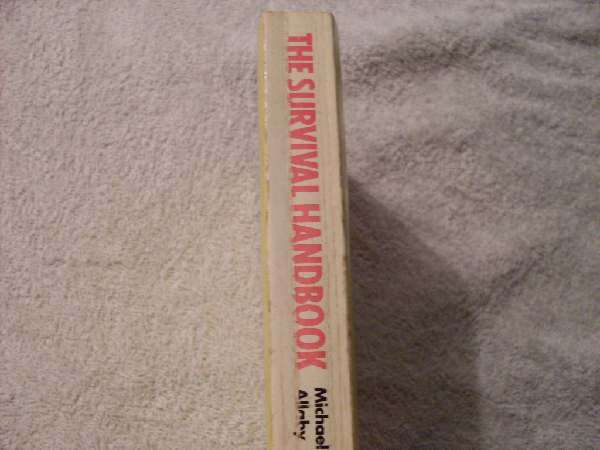 THE SURVIVAL HANDBOOK
Michael
Allaby